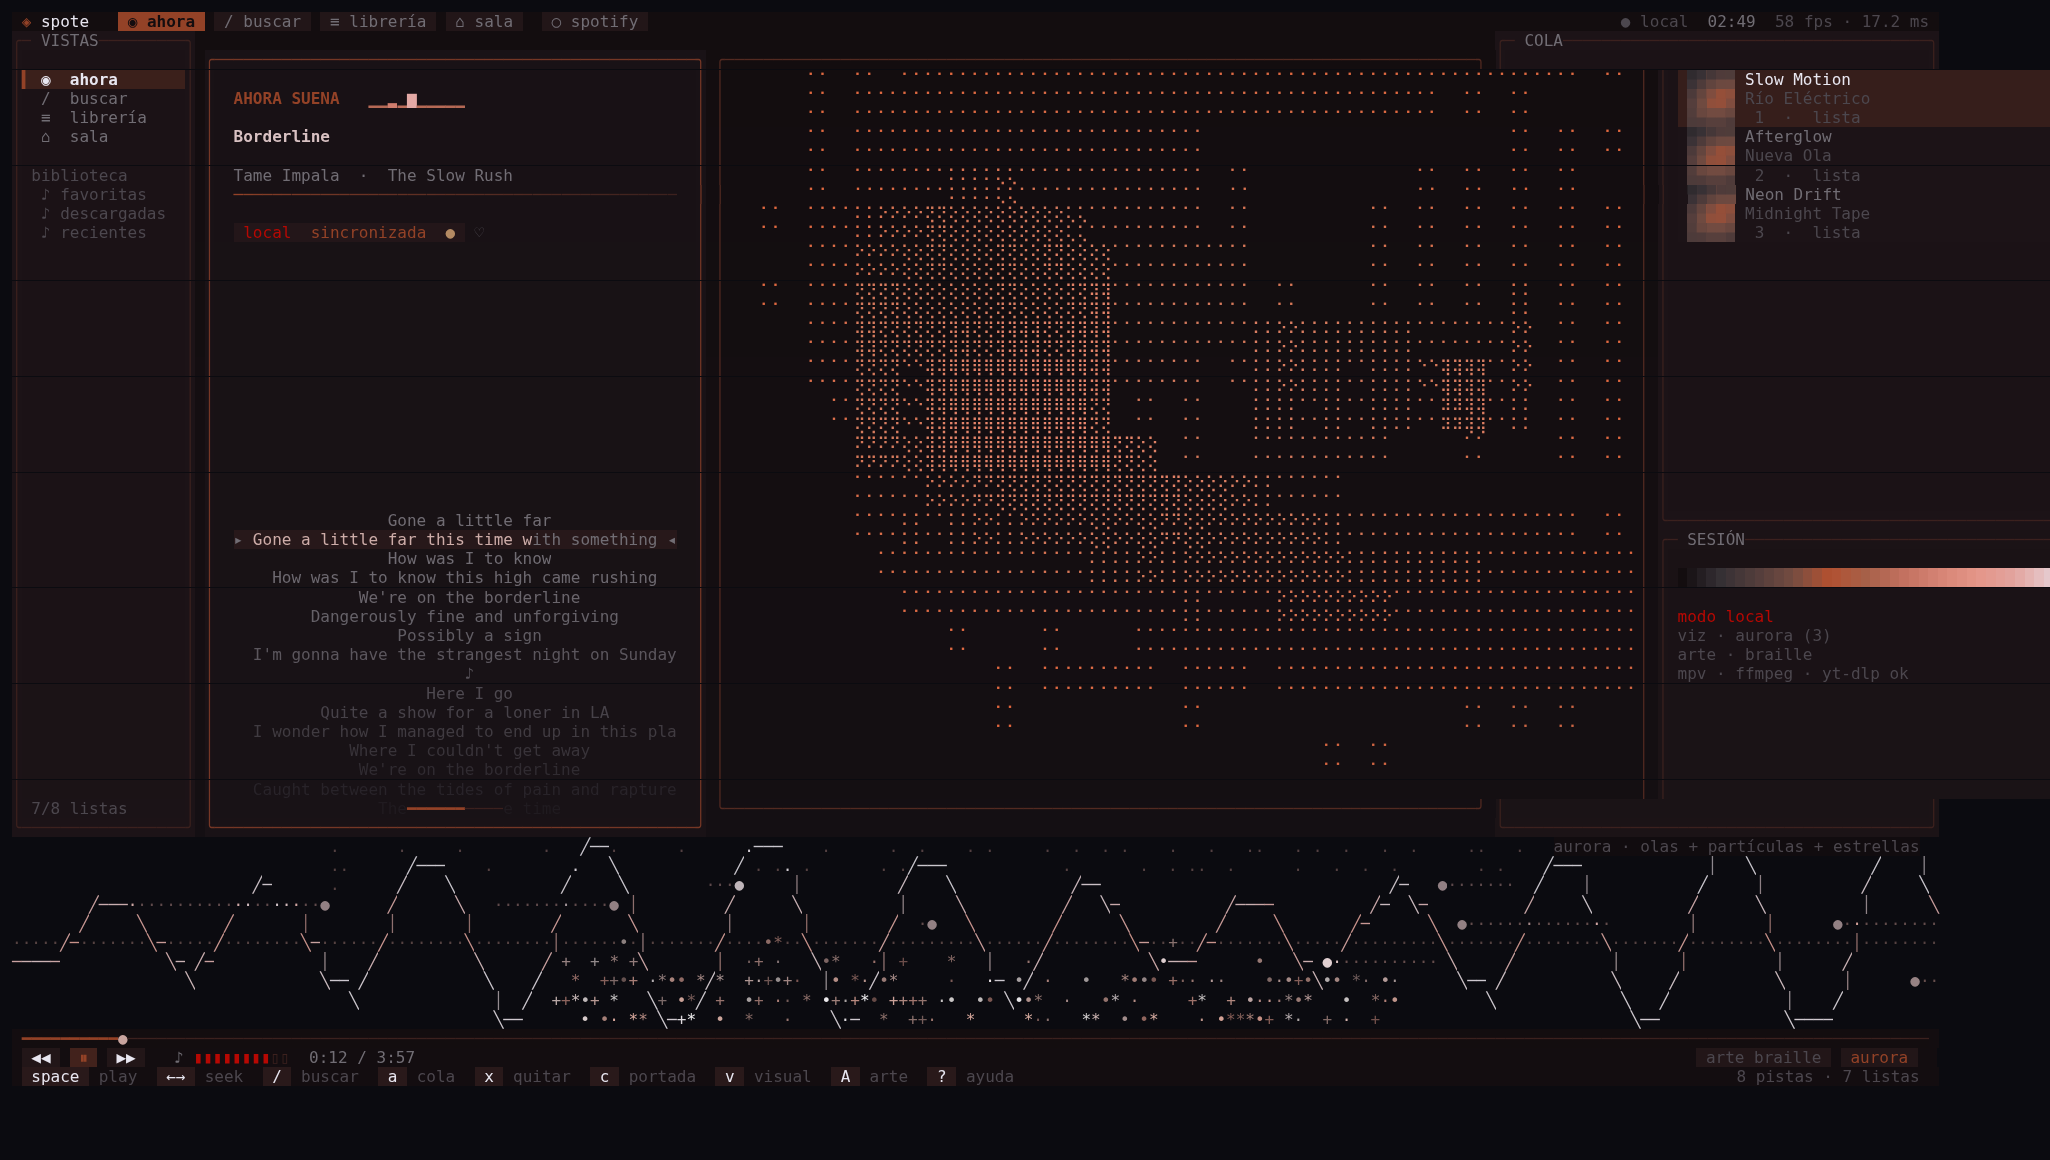 ◈ spote ◉ ahora / buscar ≡ librería ⌂ sala ○ spotify ● local 02:49 58 fps · 17.2 ms
VISTAS
◉ ahora
/ buscar
≡ librería
⌂ sala
biblioteca
♪ favoritas
♪ descargadas
♪ recientes
7/8 listas
AHORA SUENA
Borderline
Tame Impala · The Slow Rush
local sincronizada ● ♡
Gone a little far
▸ Gone a little far this time with something ◂
How was I to know
How was I to know this high came rushing
We're on the borderline
Dangerously fine and unforgiving
Possibly a sign
I'm gonna have the strangest night on Sunday
♪
Here I go
Quite a show for a loner in LA
I wonder how I managed to end up in this pla
Where I couldn't get away
We're on the borderline
Caught between the tides of pain and rapture
The e time
COLA
Slow Motion
Río Eléctrico
1 · lista
Afterglow
Nueva Ola
2 · lista
Neon Drift
Midnight Tape
3 · lista
SESIÓN
modo local
viz · aurora (3)
arte · braille
mpv · ffmpeg · yt-dlp ok
aurora · olas + partículas + estrellas
◀◀ ⏸ ▶▶ ♪ 0:12 / 3:57 arte braille aurora
space play ←→ seek / buscar a cola x quitar c portada v visual A arte ? ayuda 8 pistas · 7 listas